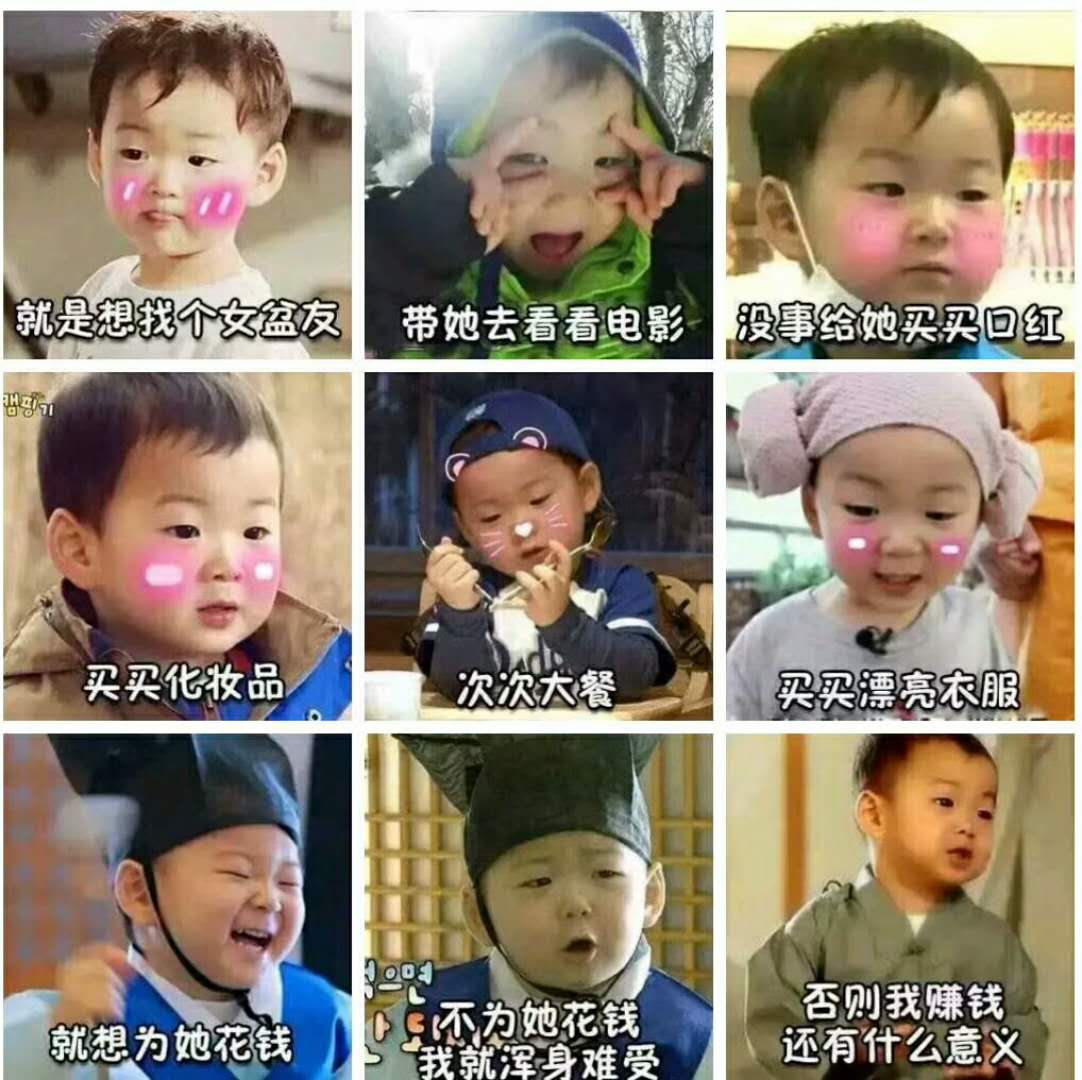 就是想找个女盆友
带她去看看电影
没事给她买买口红
캠핑기
买买化妆品
次次大餐
买买漂亮衣服
就想为她花钱
不为她花钱
我就浑身难受
否则我赚钱
还有什么意义